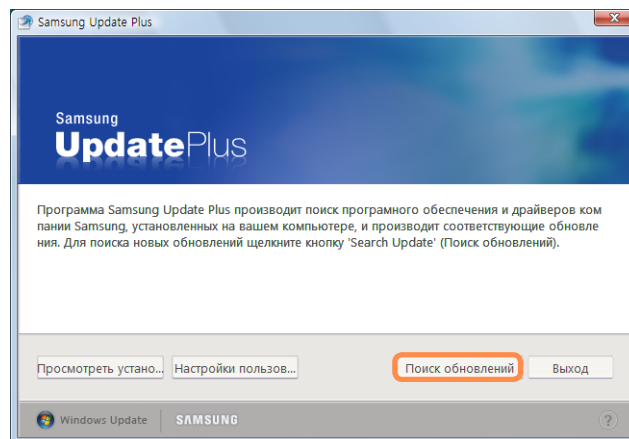 Samsung Update Plus
Samsung
UpdatePlus
Программа Samsung Update Plus производит поиск програмного обеспечения и драйверов ком
пании Samsung, установленных на вашем компьютере, и производит соответствующие обновле
ния. Для поиска новых обновлений щелкните кнопку 'Search Update' (Поиск обновлений).
Просмотреть устано... Настройки пользов... Поиск обновлений Выход
Windows Update SAMSUNG ?